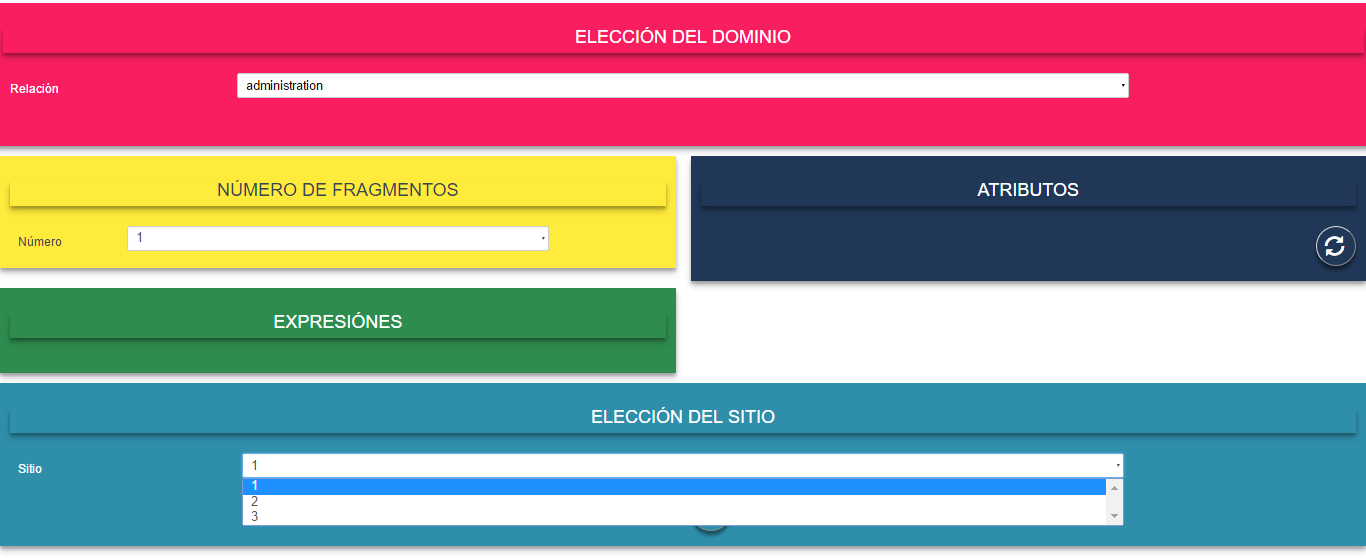 ELECCIÓN DEL DOMINIO
Relación
administration
NÚMERO DE FRAGMENTOS
ATRIBUTOS
Número
1
EXPRESIÓNES
ELECCIÓN DEL SITIO
Sitio
1
1
2
3